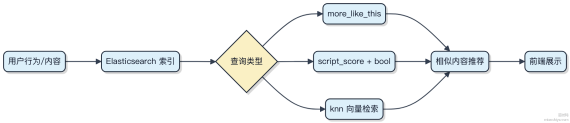 用户行为/内容
Elasticsearch 索引
查询类型
more_like_this
script_score + bool
knn 向量检索
相似内容推荐
前端展示